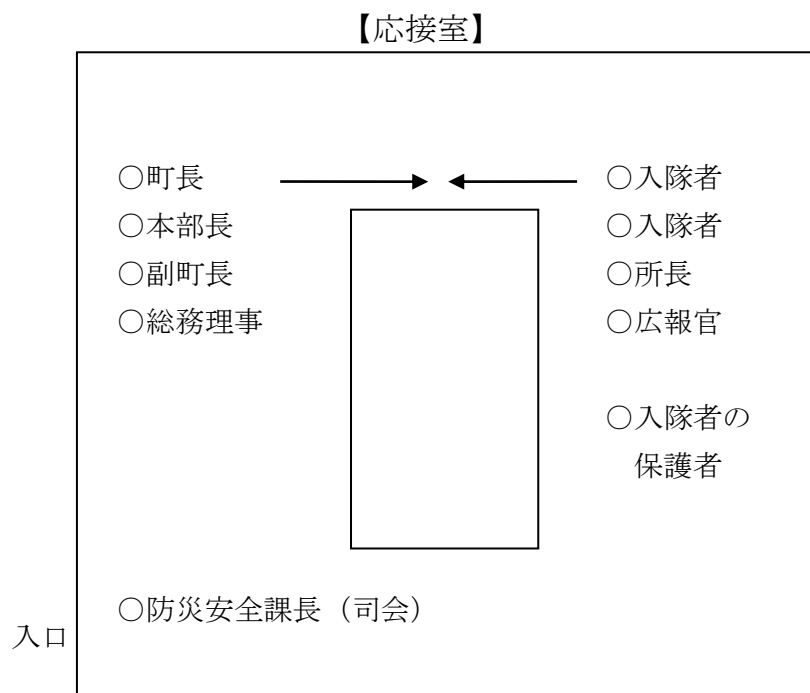 【応接室】
○町長
○入隊者
○本部長
○入隊者
○副町長
○所長
○総務理事
○広報官
○入隊者の
保護者
○防災安全課長（司会）
入口